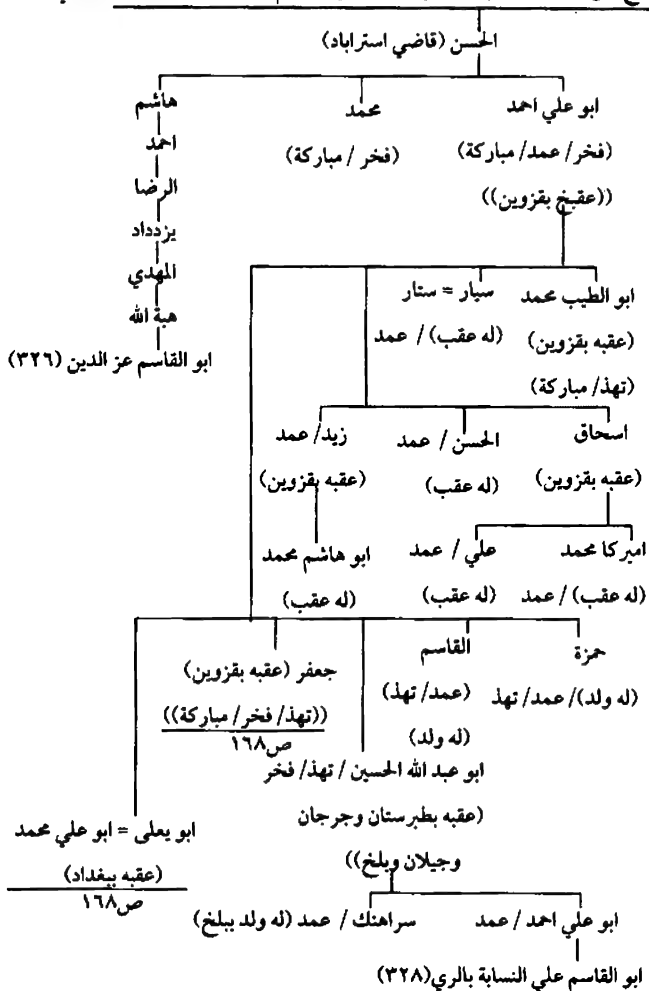 الحسن (قاضي استراباد)
ابو علي احمد
(فخر / عمد / مباركة)
((عقبخ بقزوين))
محمد
(فخر / مباركة)
هاشم
احمد
الرضا
يزدداد
المهدي
هبة الله
ابو القاسم عز الدين (٣٢٦)
ابو الطيب محمد
(عقبه بقزوين)
(تهذ/ مباركة)
سيار = ستار
(له عقب) / عمد
اسحاق
(عقبه بقزوين)
الحسن / عمد
(له عقب)
زيد/ عمد
(عقبه بقزوين)
اميركا محمد
(له عقب) / عمد
علي / عمد
(له عقب)
ابو هاشم محمد
(له عقب)
حمزة
(له ولد)/ عمد/ تهذ
القاسم
(عمد/ تهذ)
(له ولد)
جعفر (عقبه بقزوين)
((تهذ/ فخر/ مباركة))
ص١٦٨
ابو عبد الله الحسين / تهذ/ فخر
(عقبه بطبرستان وجرجان
وجيلان وبلخ))
ابو يعلى = ابو علي محمد
(عقبه ببغداد)
ص١٦٨
ابو علي احمد / عمد
سراهنك / عمد (له ولد ببلخ)
ابو القاسم علي النسابة بالري(٣٢٨)